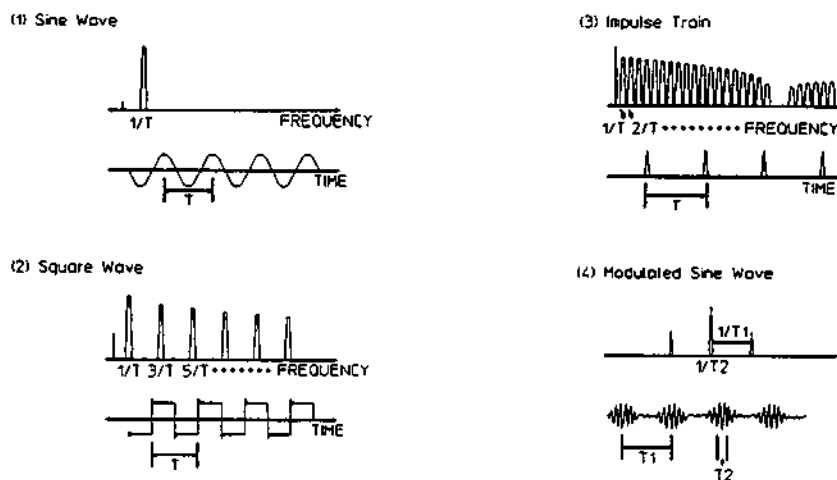 (1) Sine Wave
1/T FREQUENCY
TIME
T
(2) Square Wave
1/T 3/T 5/T ······· FREQUENCY
TIME
T
(3) Impulse Train
1/T 2/T ········ FREQUENCY
TIME
T
(4) Modulated Sine Wave
1/T1
1/T2
T1
T2